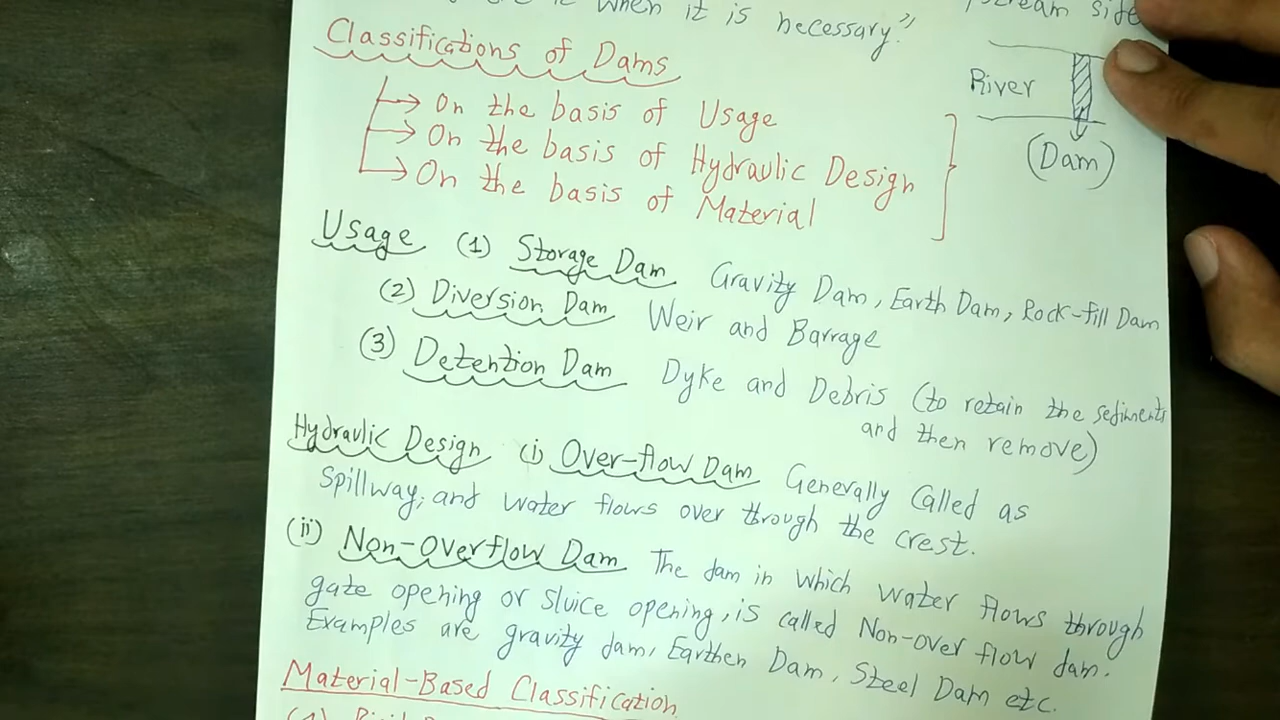 when it is necessary."
stream side
Classifications of Dams
On the basis of Usage
On the basis of Hydraulic Design
On the basis of Material
River
(Dam)
Usage (1) Storage Dam Gravity Dam, Earth Dam, Rock-fill Dam
(2) Diversion Dam Weir and Barrage
(3) Detention Dam Dyke and Debris (to retain the sediments
and then remove)
Hydraulic Design (i) Over-flow Dam Generally called as
Spillway, and water flows over through the crest.
(ii) Non-Overflow Dam The dam in which water flows through
gate opening or sluice opening, is called Non-over flow dam.
Examples are gravity dam, Earthen Dam, Steel Dam etc.
Material-Based Classification